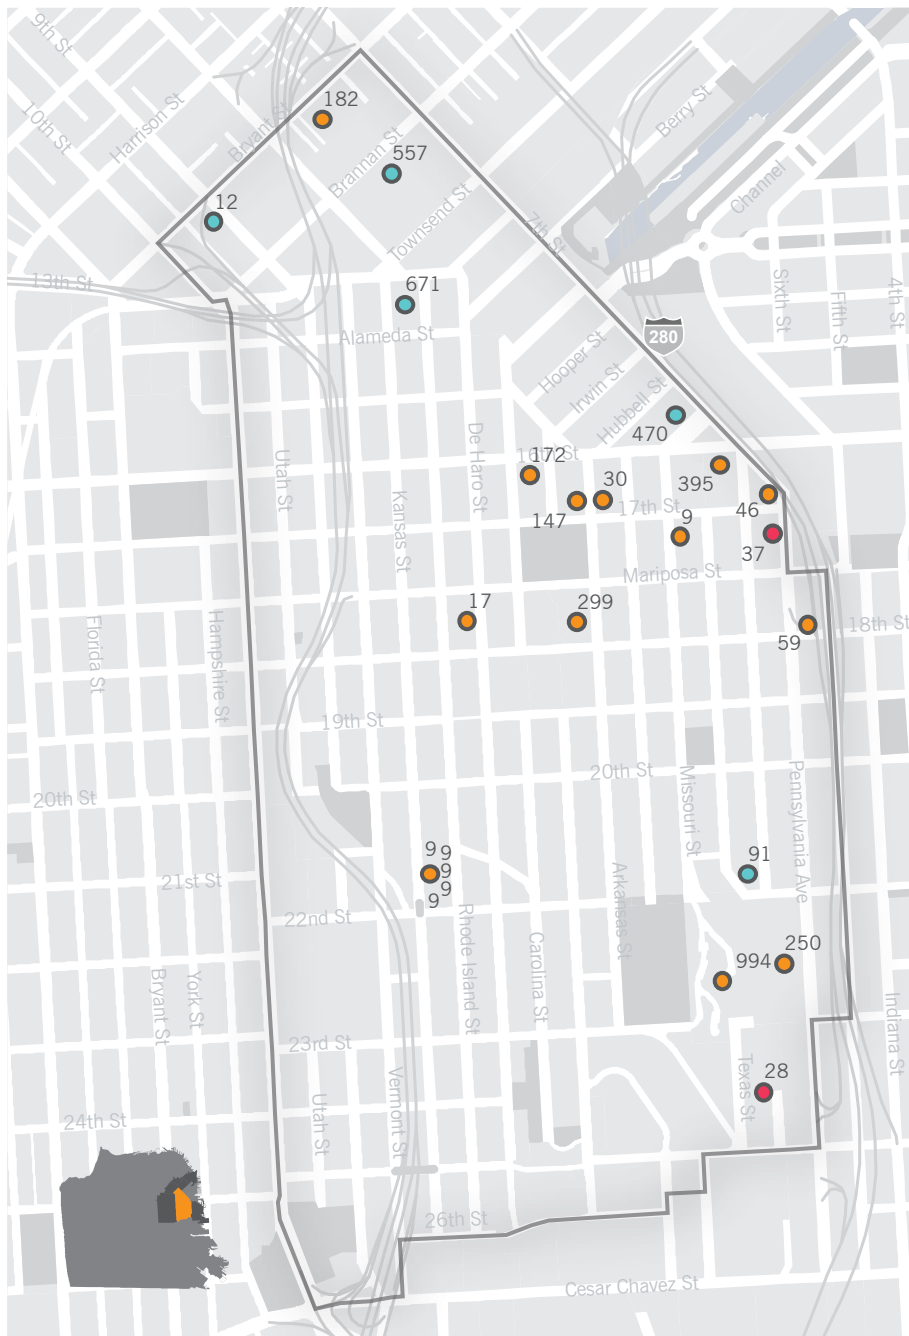 9th St
10th St
Harrison St
Bryant St
182
Brannan St
557
Berry St
12
Townsend St
7th St
Channel
13th St
671
Alameda St
Sixth St
Fifth St
4th St
280
Hooper St
Irwin St
Hubbell St
470
16th St
172
De Haro St
Utah St
Kansas St
30
395
147
17th St
46
9
37
Mariposa St
17
299
Florida St
Hampshire St
59
18th St
19th St
20th St
20th St
Missouri St
Pennsylvania Ave
9
9
9
9
9
91
21st St
22nd St
Arkansas St
Rhode Island St
Carolina St
250
994
Bryant St
York St
Indiana St
23rd St
Texas St
28
Utah St
Vermont St
24th St
26th St
Cesar Chavez St